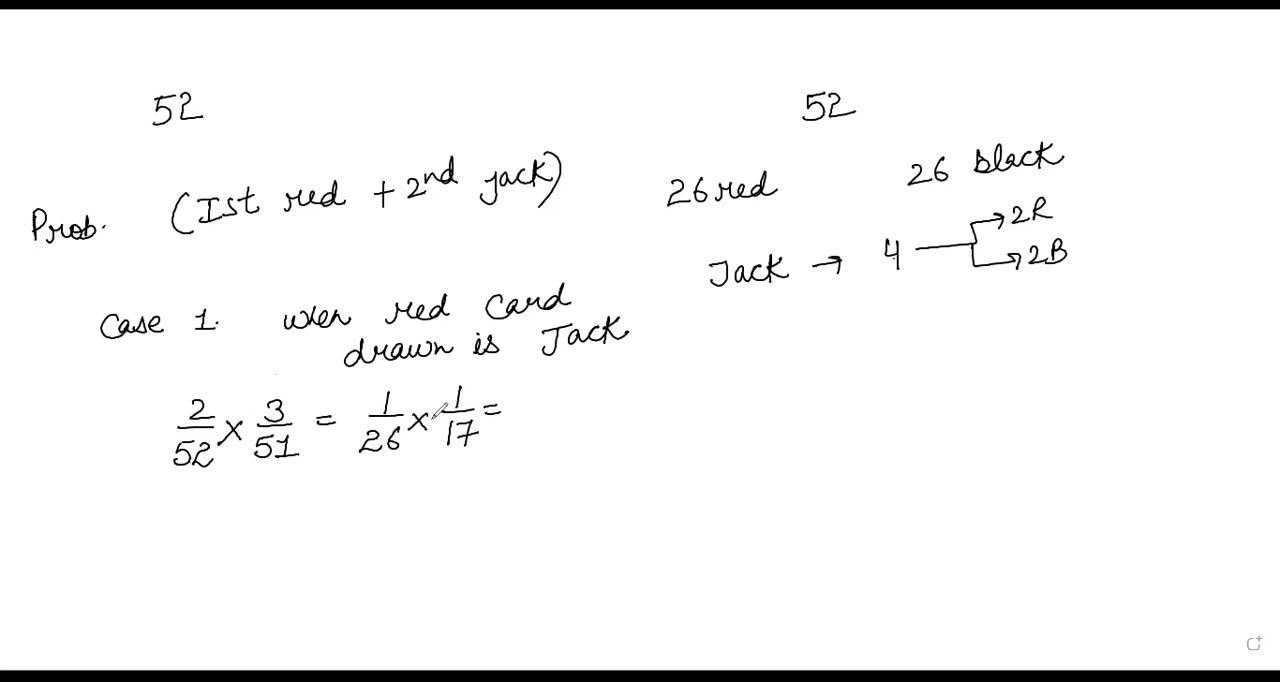 52
Prob. (Ist red + 2nd jack)
Case 1. when red card
drawn is Jack
2/52 × 3/51 = 1/26 × 1/17 =
52
26 red 26 black
Jack → 4 → 2R
→ 2B